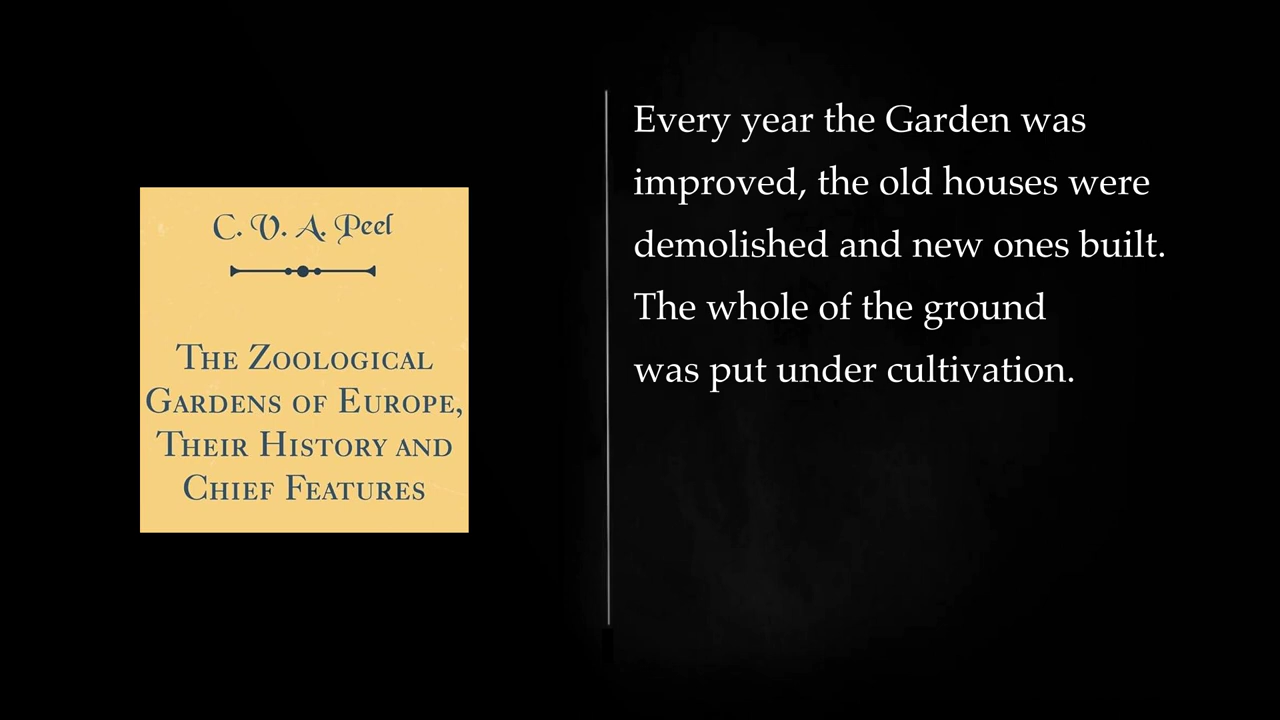 C. V. A. Peel
The Zoological
Gardens of Europe,
Their History and
Chief Features
Every year the Garden was
improved, the old houses were
demolished and new ones built.
The whole of the ground
was put under cultivation.